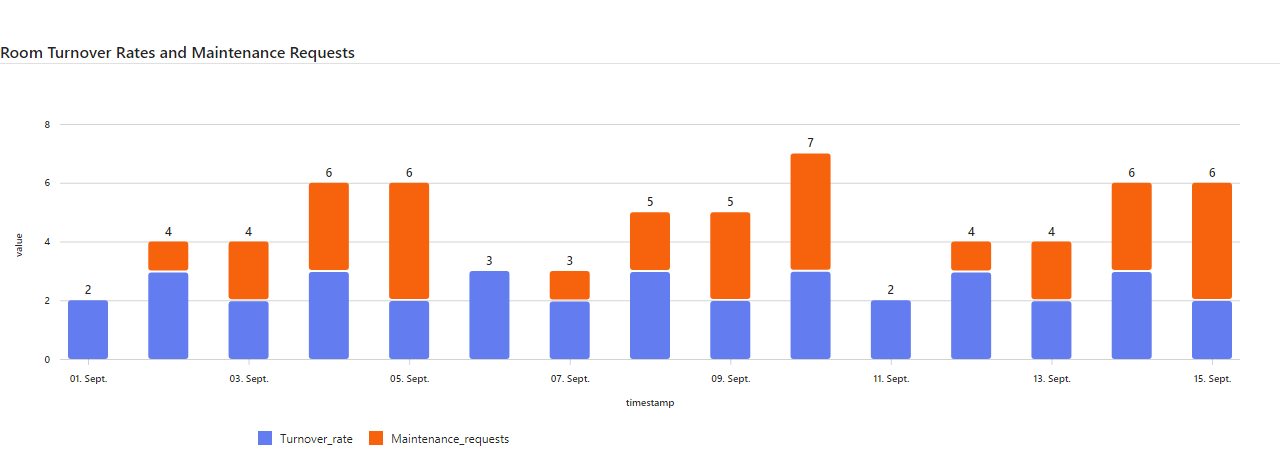 Room Turnover Rates and Maintenance Requests
8
6
4
2
0
value
2
4
4
6
6
3
3
5
5
7
2
4
4
6
6
01. Sept.
03. Sept.
05. Sept.
07. Sept.
09. Sept.
11. Sept.
13. Sept.
15. Sept.
timestamp
Turnover_rate
Maintenance_requests